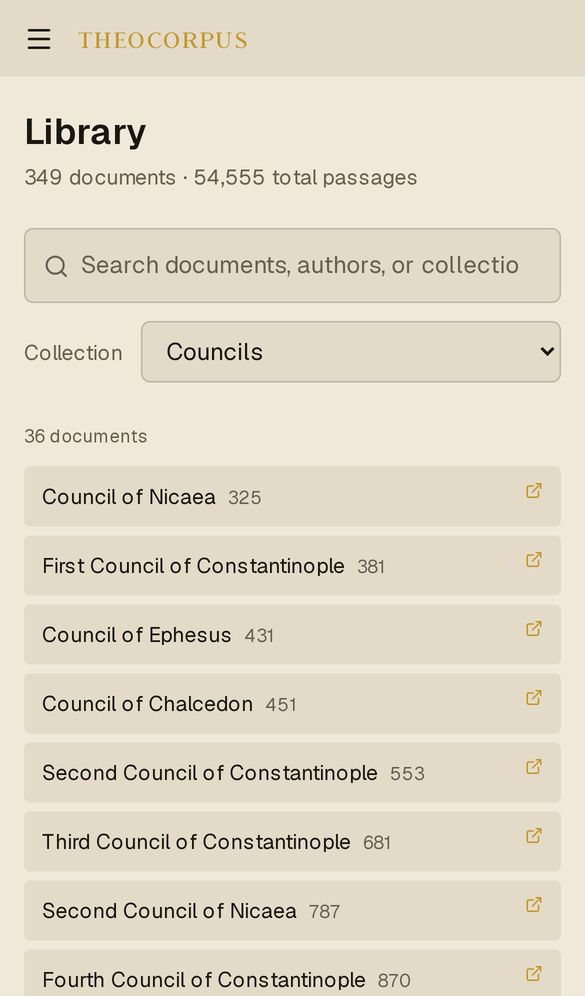 THEOCORPUS
Library
349 documents · 54,555 total passages
Search documents, authors, or collectio
Collection
Councils
36 documents
Council of Nicaea 325
First Council of Constantinople 381
Council of Ephesus 431
Council of Chalcedon 451
Second Council of Constantinople 553
Third Council of Constantinople 681
Second Council of Nicaea 787
Fourth Council of Constantinople 870